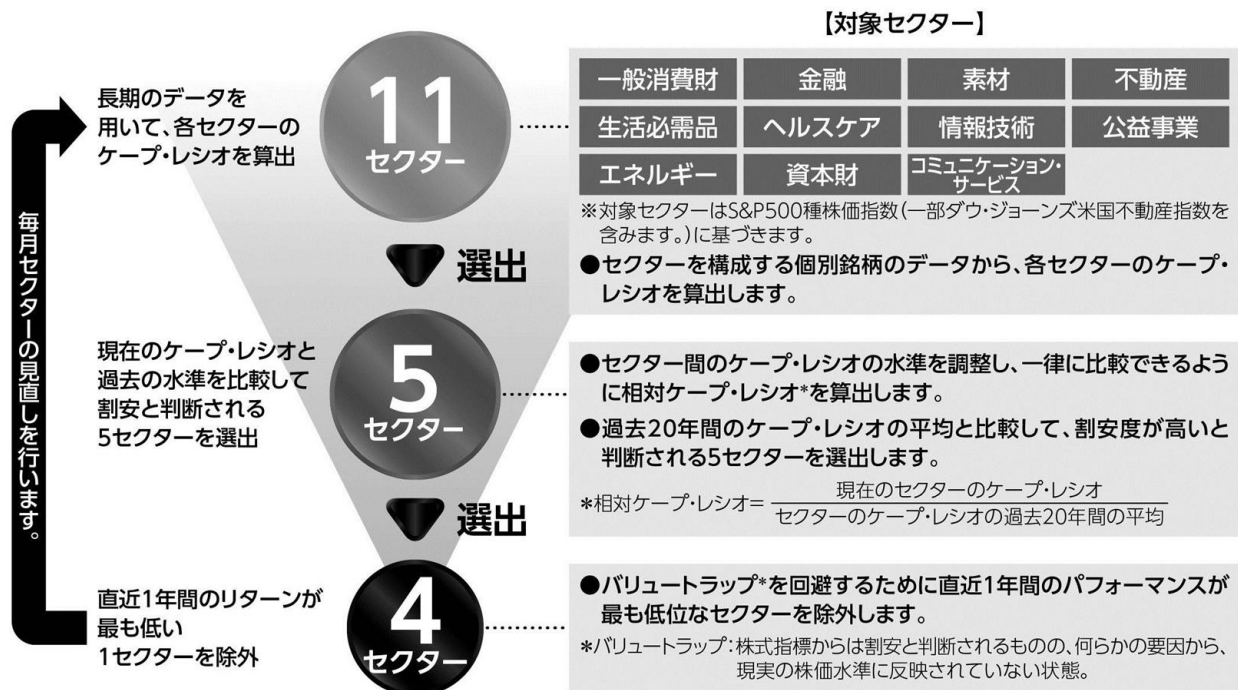 【対象セクター】
毎月セクターの見直しを行います。
長期のデータを
用いて、各セクターの
ケープ・レシオを算出
11
セクター
一般消費財 金融 素材 不動産
生活必需品 ヘルスケア 情報技術 公益事業
エネルギー 資本財 コミュニケーション・
サービス
※対象セクターはS&P500種株価指数(一部ダウ・ジョーンズ米国不動産指数を
含みます。)に基づきます。
●セクターを構成する個別銘柄のデータから、各セクターのケープ・
レシオを算出します。
選出
現在のケープ・レシオと
過去の水準を比較して
割安と判断される
5セクターを選出
5
セクター
●セクター間のケープ・レシオの水準を調整し、一律に比較できるよう
に相対ケープ・レシオ*を算出します。
●過去20年間のケープ・レシオの平均と比較して、割安度が高いと
判断される5セクターを選出します。
*相対ケープ・レシオ=
現在のセクターのケープ・レシオ
セクターのケープ・レシオの過去20年間の平均
選出
直近1年間のリターンが
最も低い
1セクターを除外
4
セクター
●バリュートラップ*を回避するために直近1年間のパフォーマンスが
最も低位なセクターを除外します。
*バリュートラップ:株式指標からは割安と判断されるものの、何らかの要因から、
現実の株価水準に反映されていない状態。